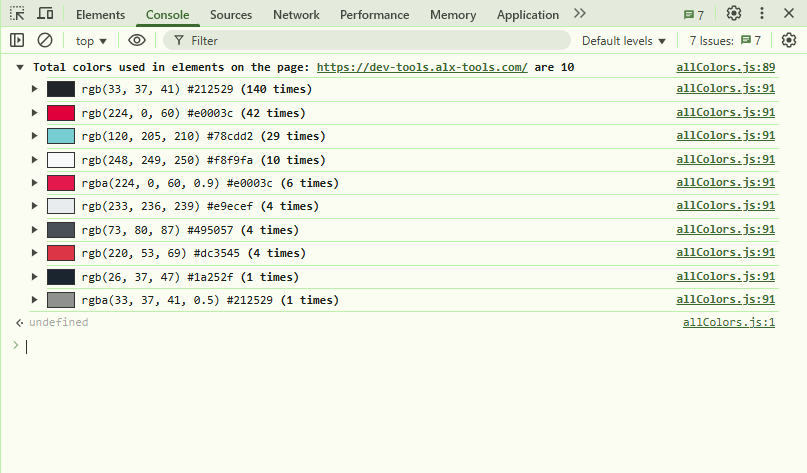 Elements Console Sources Network Performance Memory Application 7
top Filter Default levels 7 Issues: 7
Total colors used in elements on the page: https://dev-tools.alx-tools.com/ are 10 allColors.js:89
rgb(33, 37, 41) #212529 (140 times) allColors.js:91
rgb(224, 0, 60) #e0003c (42 times) allColors.js:91
rgb(120, 205, 210) #78cdd2 (29 times) allColors.js:91
rgb(248, 249, 250) #f8f9fa (10 times) allColors.js:91
rgba(224, 0, 60, 0.9) #e0003c (6 times) allColors.js:91
rgb(233, 236, 239) #e9ecef (4 times) allColors.js:91
rgb(73, 80, 87) #495057 (4 times) allColors.js:91
rgb(220, 53, 69) #dc3545 (4 times) allColors.js:91
rgb(26, 37, 47) #1a252f (1 times) allColors.js:91
rgba(33, 37, 41, 0.5) #212529 (1 times) allColors.js:91
undefined allColors.js:1